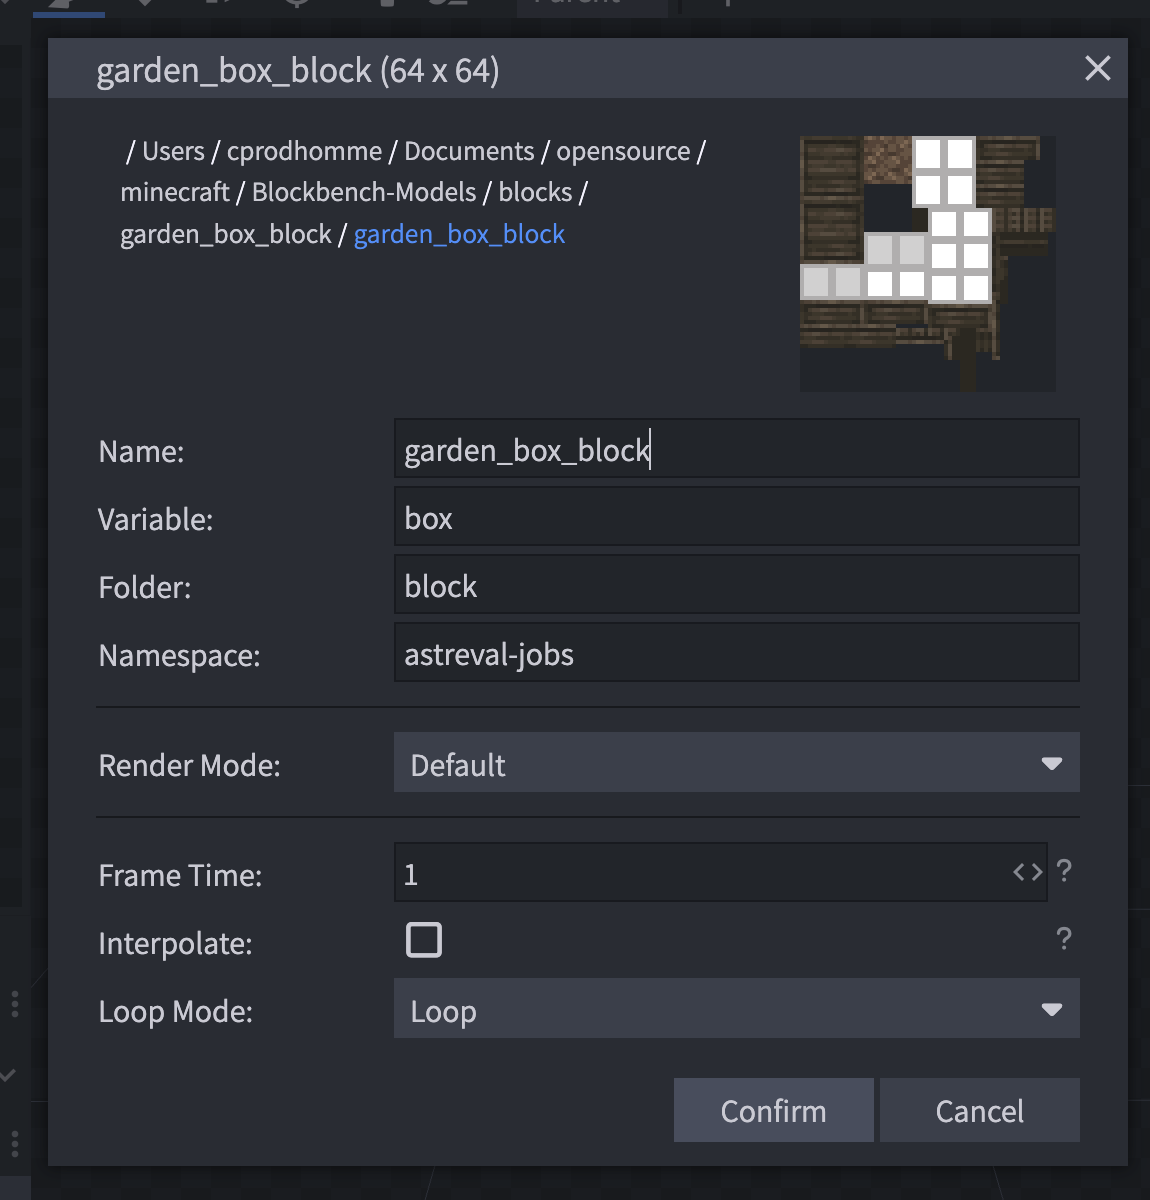 garden_box_block (64 x 64)
/ Users / cprodhomme / Documents / opensource /
minecraft / Blockbench-Models / blocks /
garden_box_block / garden_box_block
Name: garden_box_block
Variable: box
Folder: block
Namespace: astreval-jobs
Render Mode: Default
Frame Time: 1 ?
Interpolate: ?
Loop Mode: Loop
Confirm Cancel